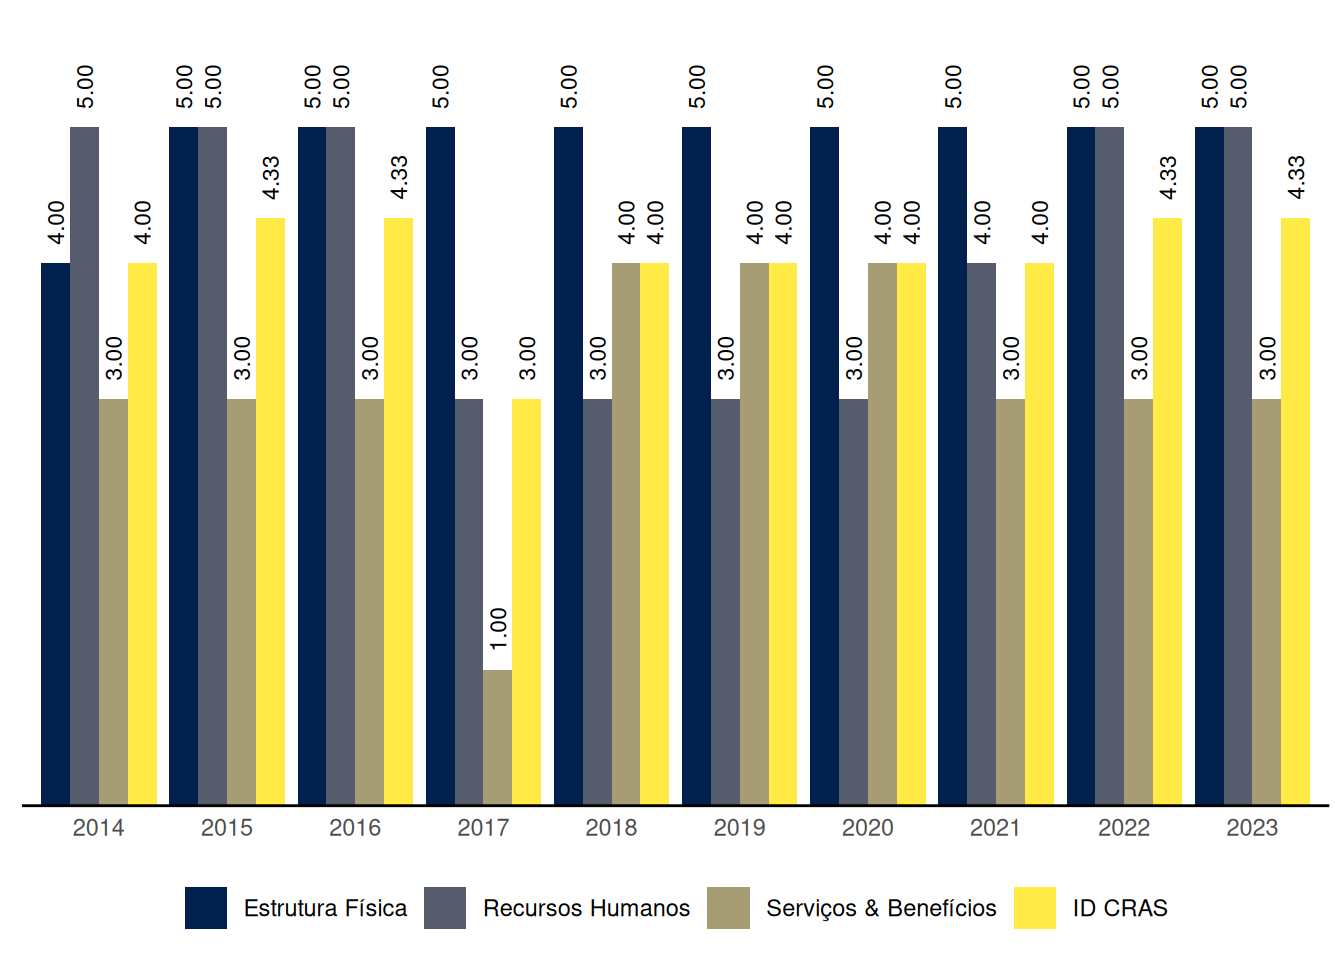 5.00 5.00 5.00 5.00 5.00 5.00 5.00 5.00 5.00 5.00 5.00 5.00 5.00 5.00
4.33 4.33 4.33 4.33
4.00 4.00 4.00 4.00 4.00 4.00 4.00 4.00 4.00 4.00
3.00 3.00 3.00 3.00 3.00 3.00 3.00 3.00 3.00 3.00 3.00
1.00
2014 2015 2016 2017 2018 2019 2020 2021 2022 2023
Estrutura Física Recursos Humanos Serviços & Benefícios ID CRAS